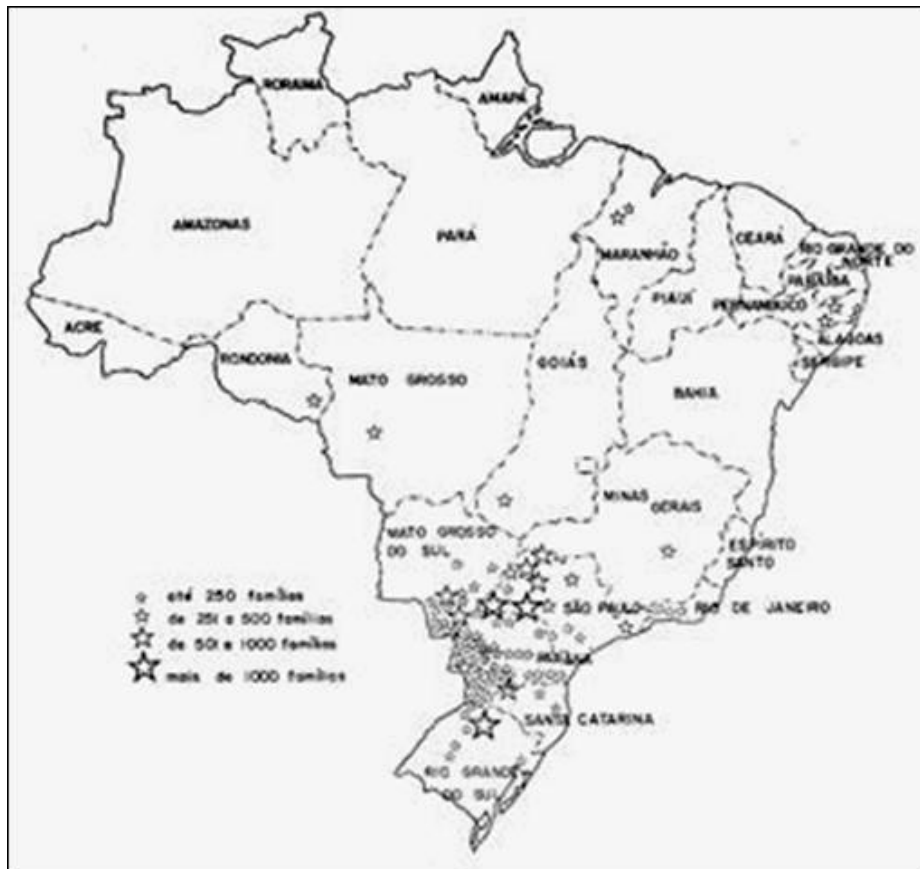 RORAIMA
AMAPÁ
AMAZONAS
PARÁ
MARANHÃO
CEARÁ
RIO GRANDE DO
NORTE
PARAÍBA
PIAUÍ
PERNAMBUCO
ACRE
ALAGOAS
SERGIPE
RONDONIA
MATO GROSSO
GOIÁS
BAHIA
MINAS
GERAIS
MATO GROSSO
DO SUL
ESPÍRITO
SANTO
até 250 famílias
SÃO PAULO
RIO DE JANEIRO
de 251 a 500 famílias
de 501 a 1000 famílias
PARANÁ
mais de 1000 famílias
SANTA CATARINA
RIO GRANDE
DO SUL